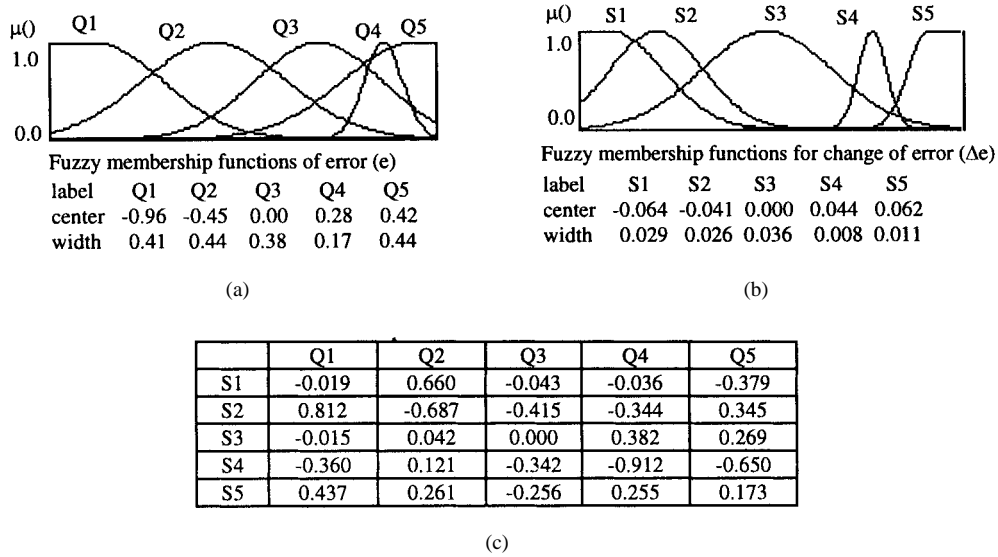 μ() Q1 Q2 Q3 Q4 Q5
1.0
0.0
Fuzzy membership functions of error (e)
label Q1 Q2 Q3 Q4 Q5
center -0.96 -0.45 0.00 0.28 0.42
width 0.41 0.44 0.38 0.17 0.44
(a)
μ() S1 S2 S3 S4 S5
1.0
0.0
Fuzzy membership functions for change of error (Δe)
label S1 S2 S3 S4 S5
center -0.064 -0.041 0.000 0.044 0.062
width 0.029 0.026 0.036 0.008 0.011
(b)
Q1 Q2 Q3 Q4 Q5
S1 -0.019 0.660 -0.043 -0.036 -0.379
S2 0.812 -0.687 -0.415 -0.344 0.345
S3 -0.015 0.042 0.000 0.382 0.269
S4 -0.360 0.121 -0.342 -0.912 -0.650
S5 0.437 0.261 -0.256 0.255 0.173
(c)